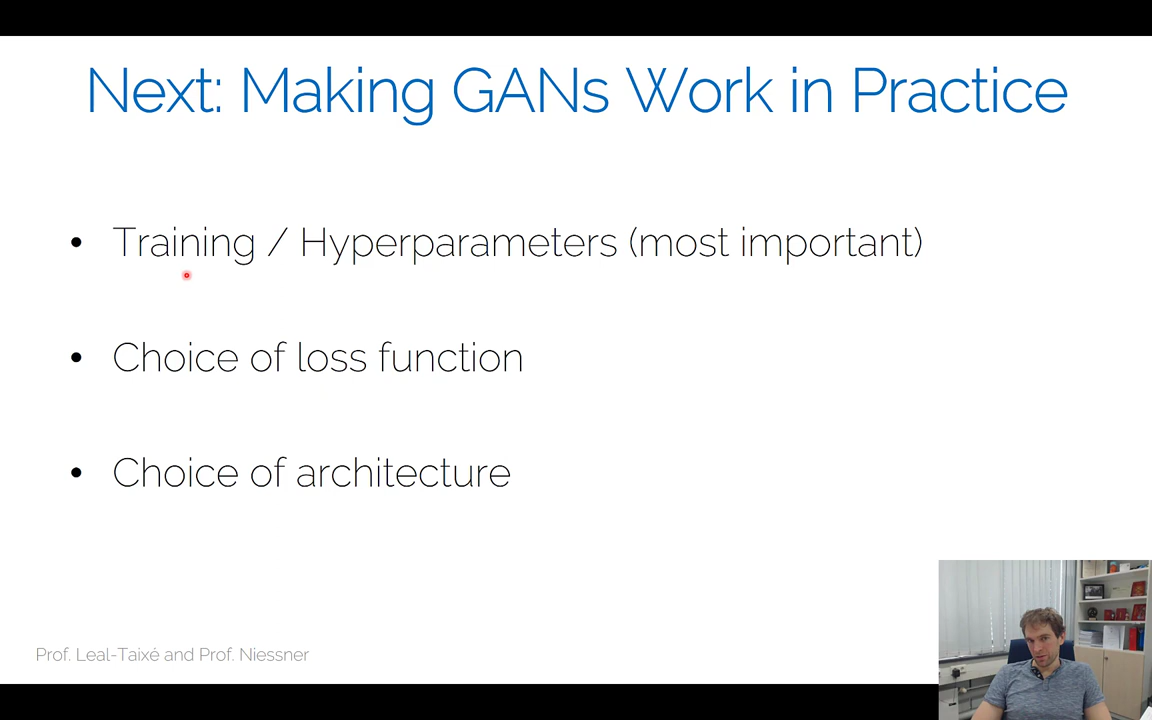 Next: Making GANs Work in Practice
• Training / Hyperparameters (most important)
• Choice of loss function
• Choice of architecture
Prof. Leal-Taixé and Prof. Niessner